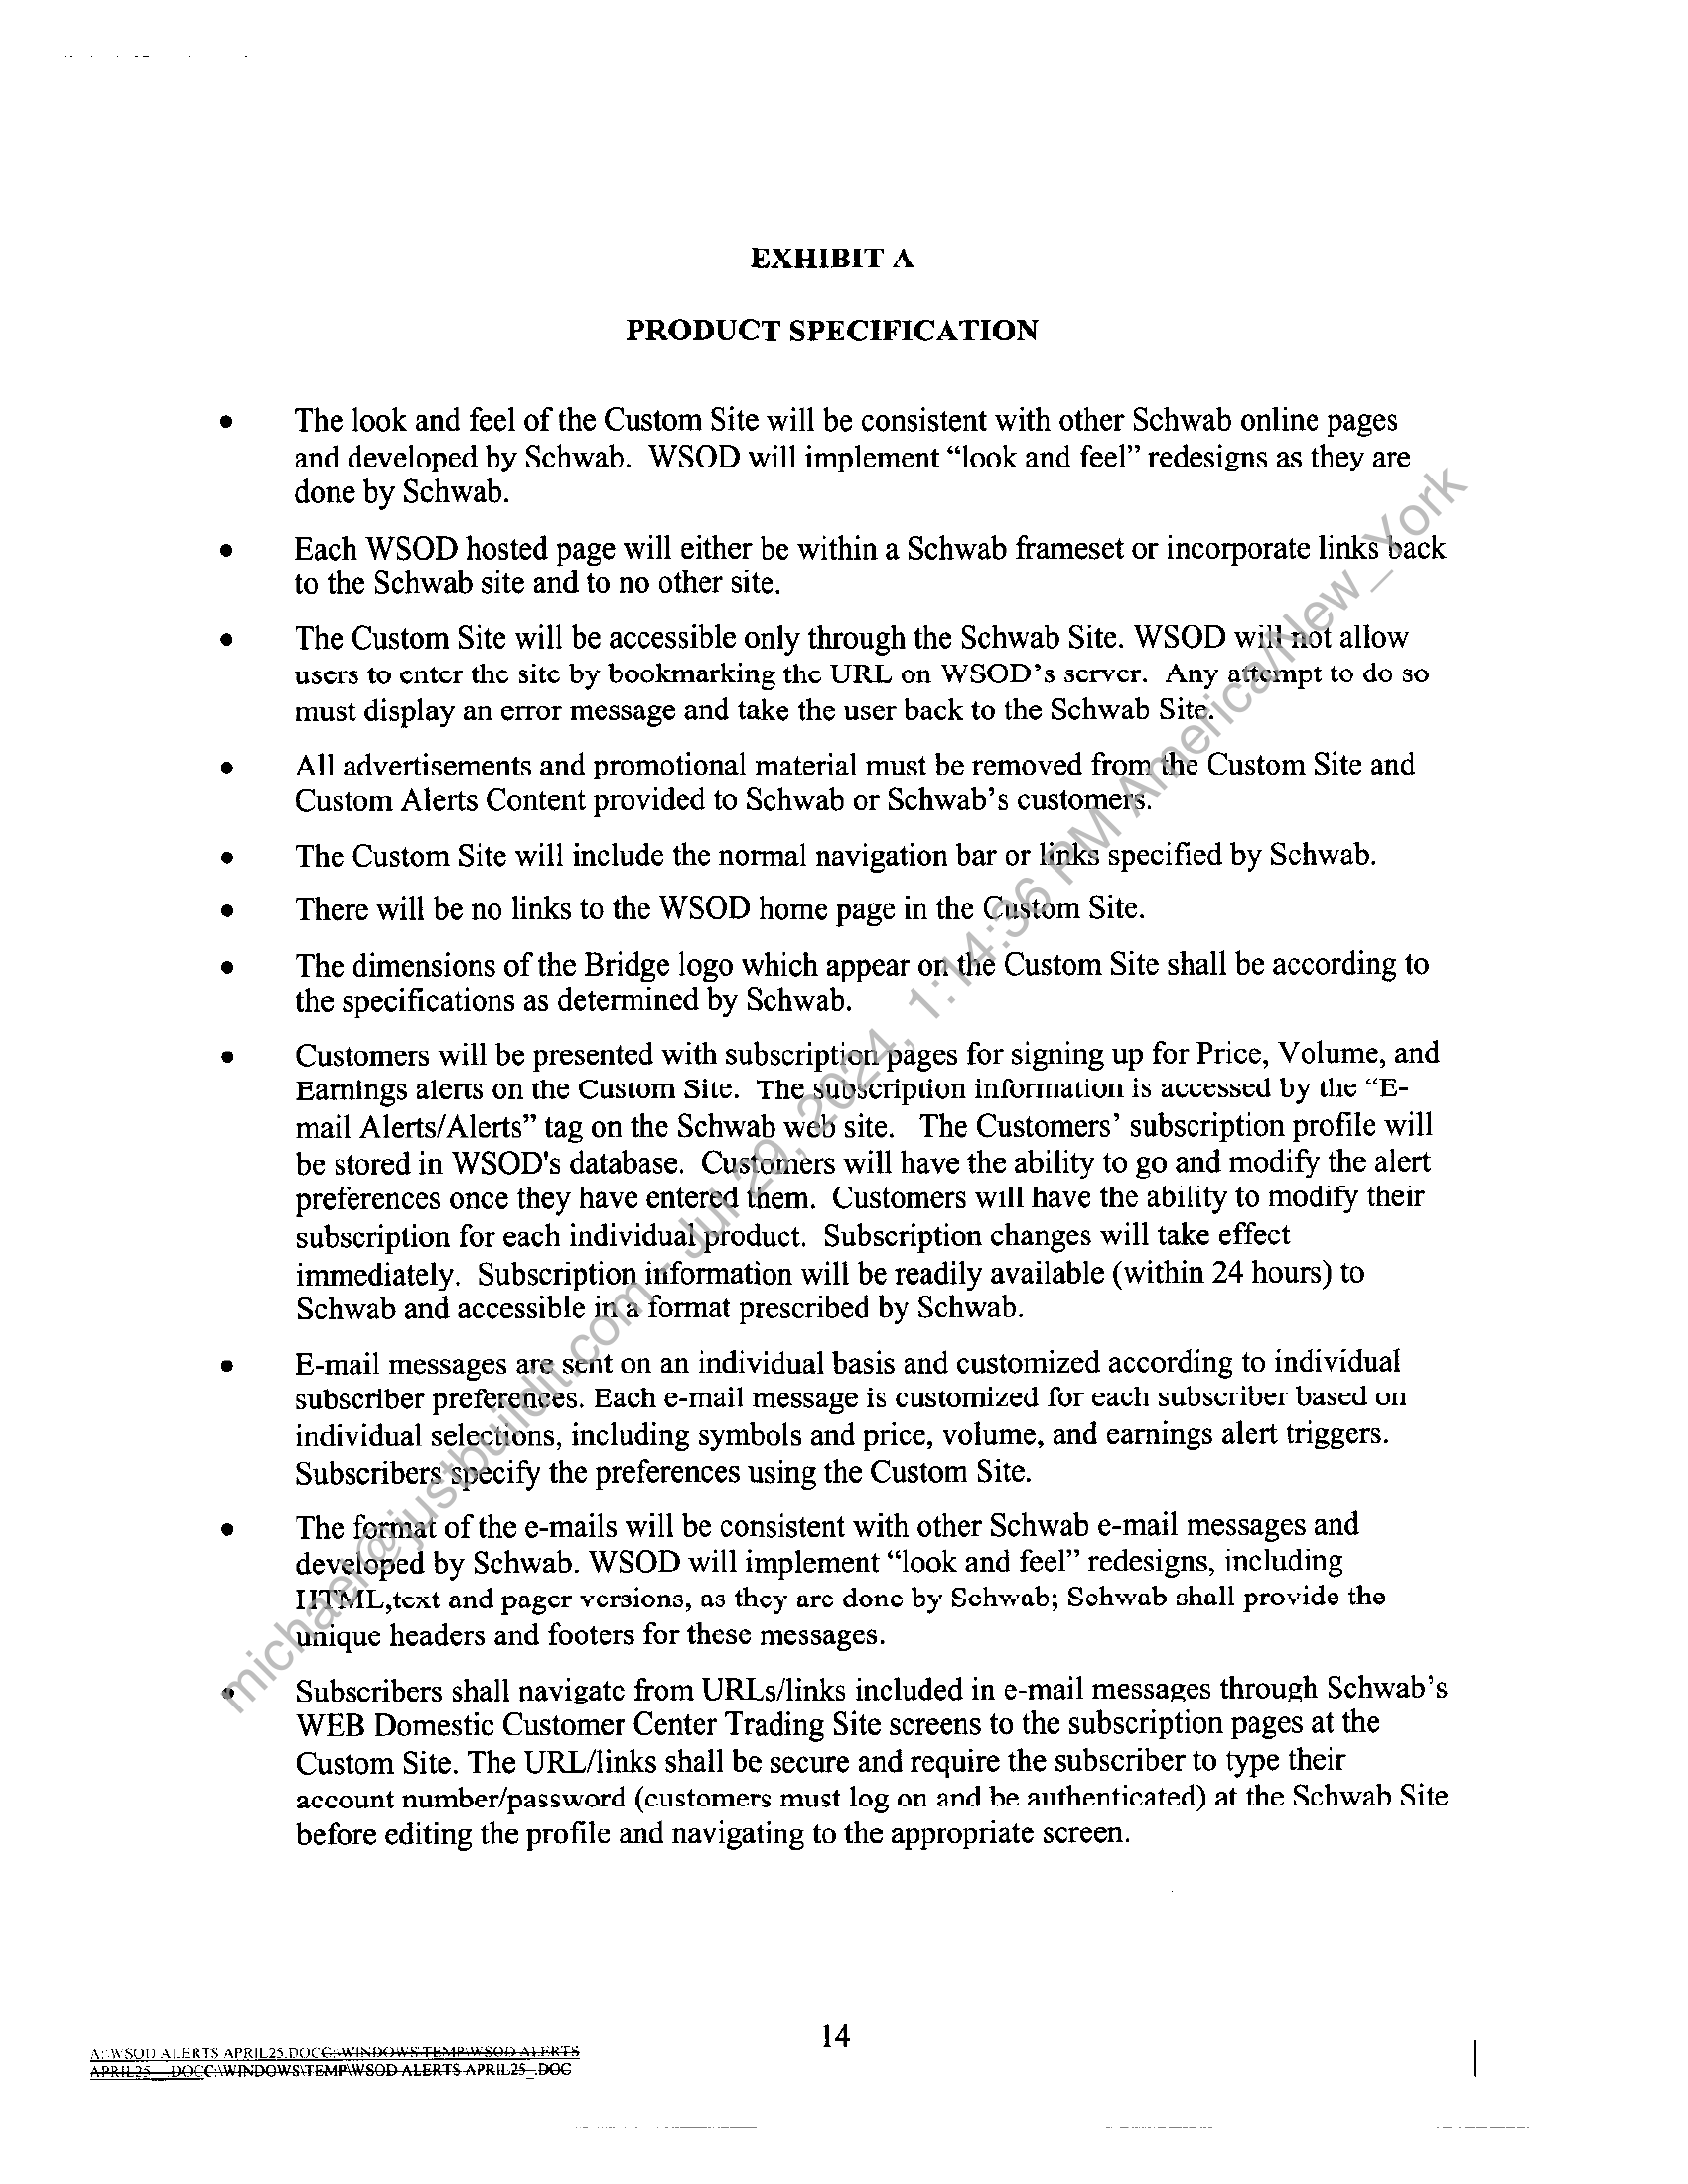 EXHIBIT A
PRODUCT SPECIFICATION
• The look and feel of the Custom Site will be consistent with other Schwab online pages
and developed by Schwab. WSOD will implement “look and feel” redesigns as they are
done by Schwab.
• Each WSOD hosted page will either be within a Schwab frameset or incorporate links back
to the Schwab site and to no other site.
• The Custom Site will be accessible only through the Schwab Site. WSOD will not allow
users to enter the site by bookmarking the URL on WSOD’s server. Any attempt to do so
must display an error message and take the user back to the Schwab Site.
• All advertisements and promotional material must be removed from the Custom Site and
Custom Alerts Content provided to Schwab or Schwab’s customers.
• The Custom Site will include the normal navigation bar or links specified by Schwab.
• There will be no links to the WSOD home page in the Custom Site.
• The dimensions of the Bridge logo which appear on the Custom Site shall be according to
the specifications as determined by Schwab.
• Customers will be presented with subscription pages for signing up for Price, Volume, and
Earnings alerts on the Custom Site. The subscription information is accessed by the “E-
mail Alerts/Alerts” tag on the Schwab web site. The Customers’ subscription profile will
be stored in WSOD's database. Customers will have the ability to go and modify the alert
preferences once they have entered them. Customers will have the ability to modify their
subscription for each individual product. Subscription changes will take effect
immediately. Subscription information will be readily available (within 24 hours) to
Schwab and accessible in a format prescribed by Schwab.
• E-mail messages are sent on an individual basis and customized according to individual
subscriber preferences. Each e-mail message is customized for each subscriber based on
individual selections, including symbols and price, volume, and earnings alert triggers.
Subscribers specify the preferences using the Custom Site.
• The format of the e-mails will be consistent with other Schwab e-mail messages and
developed by Schwab. WSOD will implement “look and feel” redesigns, including
HTML,text and pager versions, as they are done by Schwab; Schwab shall provide the
unique headers and footers for these messages.
• Subscribers shall navigate from URLs/links included in e-mail messages through Schwab’s
WEB Domestic Customer Center Trading Site screens to the subscription pages at the
Custom Site. The URL/links shall be secure and require the subscriber to type their
account number/password (customers must log on and be authenticated) at the Schwab Site
before editing the profile and navigating to the appropriate screen.
14
A:\WSOD ALERTS APRIL25.DOCC:\WINDOWS\TEMP\WSOD ALERTS
APRIL25_.DOCC:\WINDOWS\TEMP\WSOD ALERTS APRIL25_.DOC
michael@justbuildit.com - Jul 29, 2024, 1:14:36 PM America/New_York